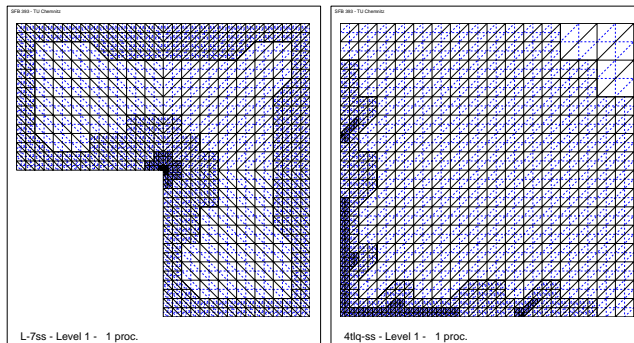 SFB 393 - TU Chemnitz
SFB 393 - TU Chemnitz
L-7ss - Level 1 - 1 proc.
4tlq-ss - Level 1 - 1 proc.